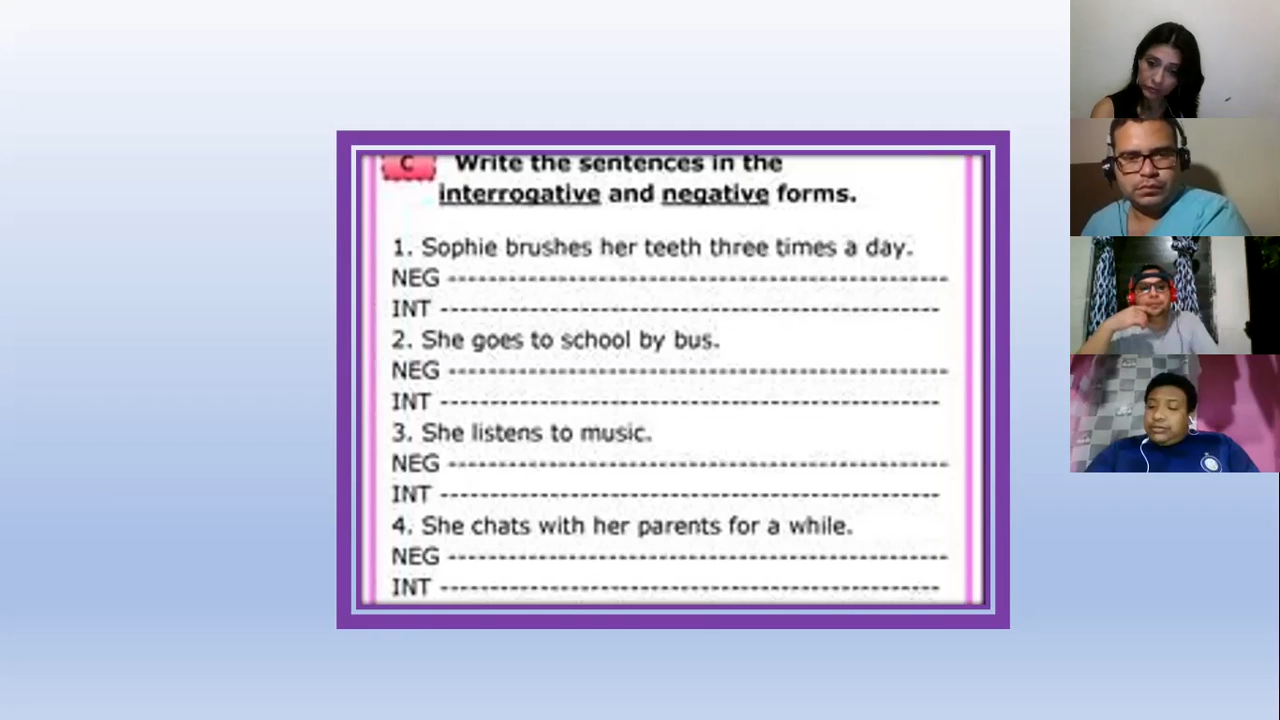 C Write the sentences in the
interrogative and negative forms.
1. Sophie brushes her teeth three times a day.
NEG ------------------------------------------------
INT ------------------------------------------------
2. She goes to school by bus.
NEG ------------------------------------------------
INT ------------------------------------------------
3. She listens to music.
NEG ------------------------------------------------
INT ------------------------------------------------
4. She chats with her parents for a while.
NEG ------------------------------------------------
INT ------------------------------------------------